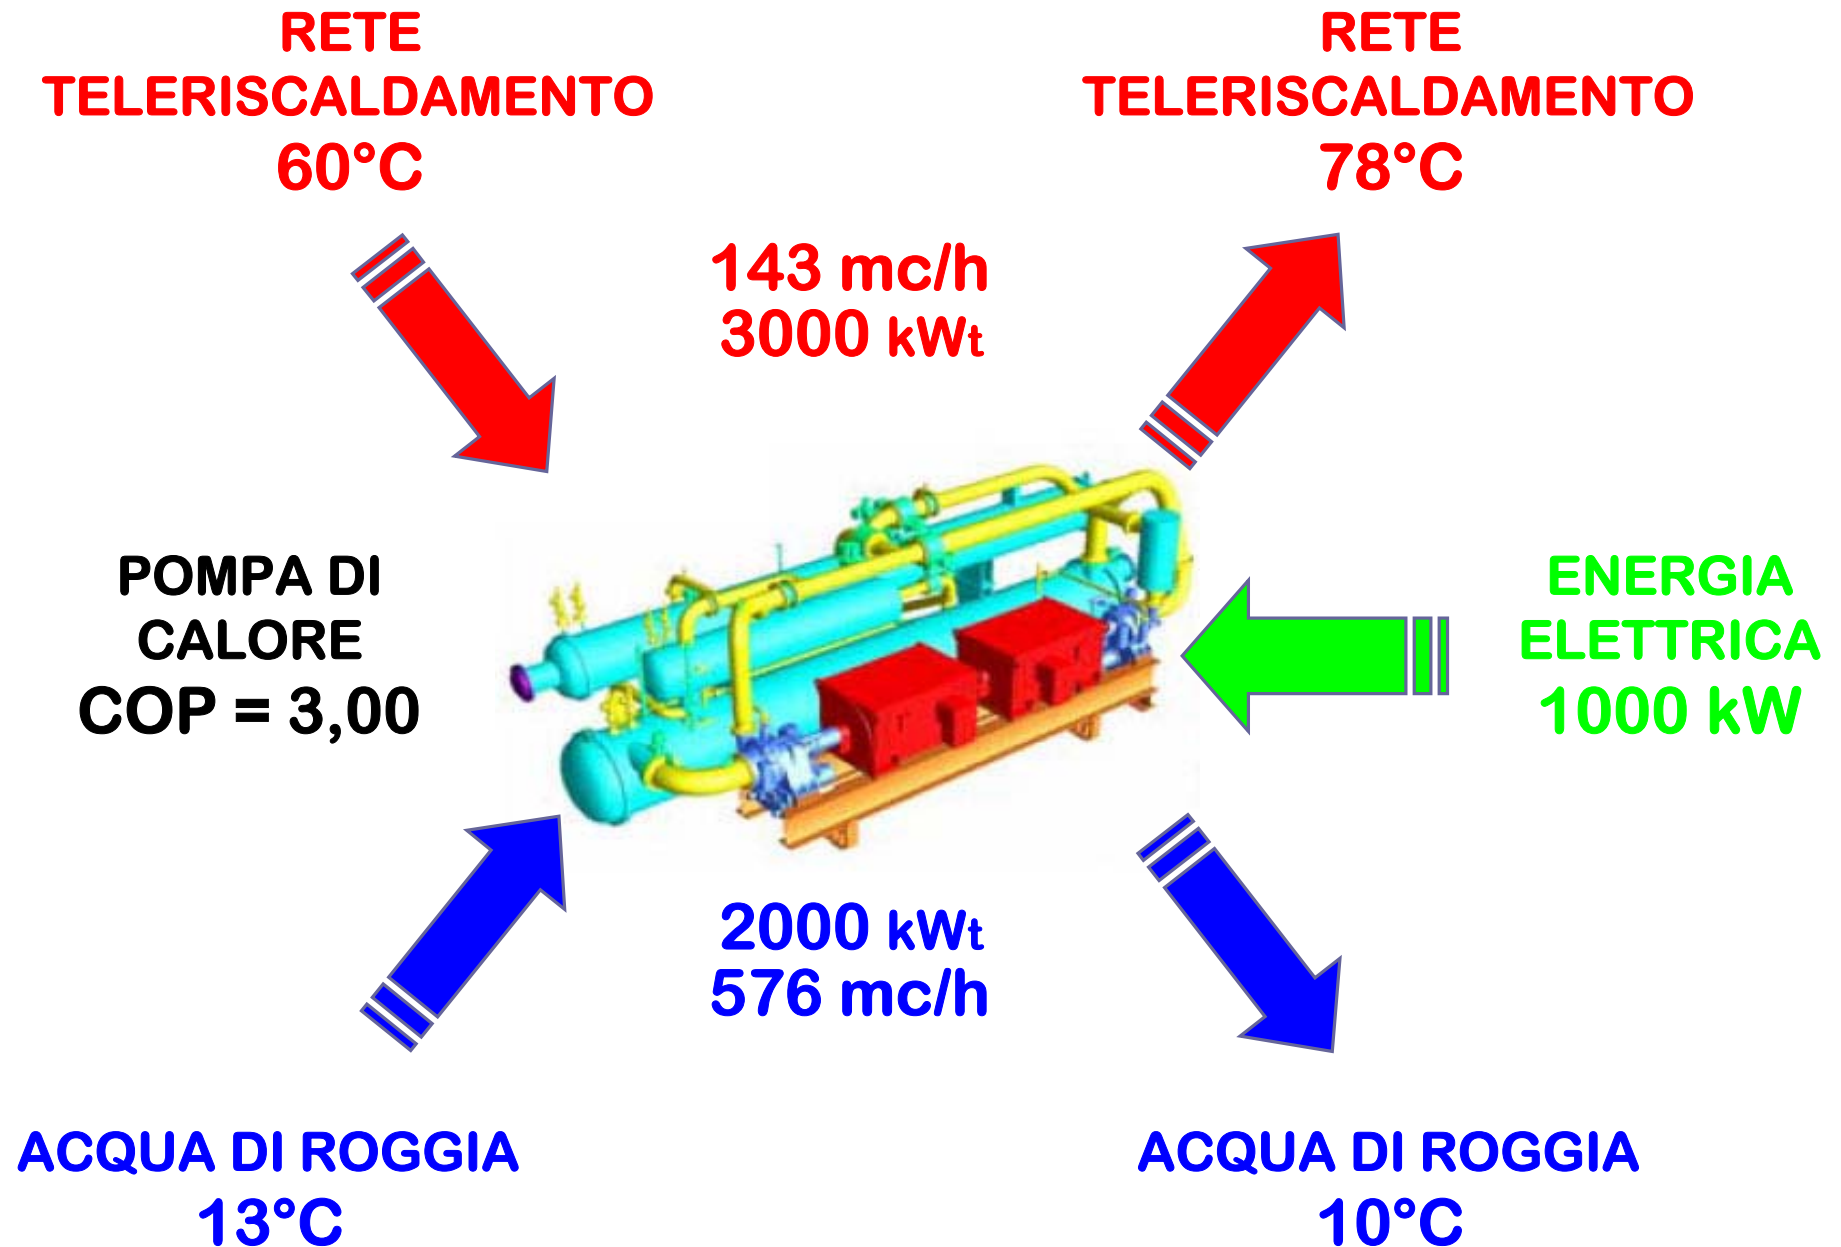 RETE
TELERISCALDAMENTO
60°C
RETE
TELERISCALDAMENTO
78°C
143 mc/h
3000 kWt
POMPA DI
CALORE
COP = 3,00
ENERGIA
ELETTRICA
1000 kW
2000 kWt
576 mc/h
ACQUA DI ROGGIA
13°C
ACQUA DI ROGGIA
10°C